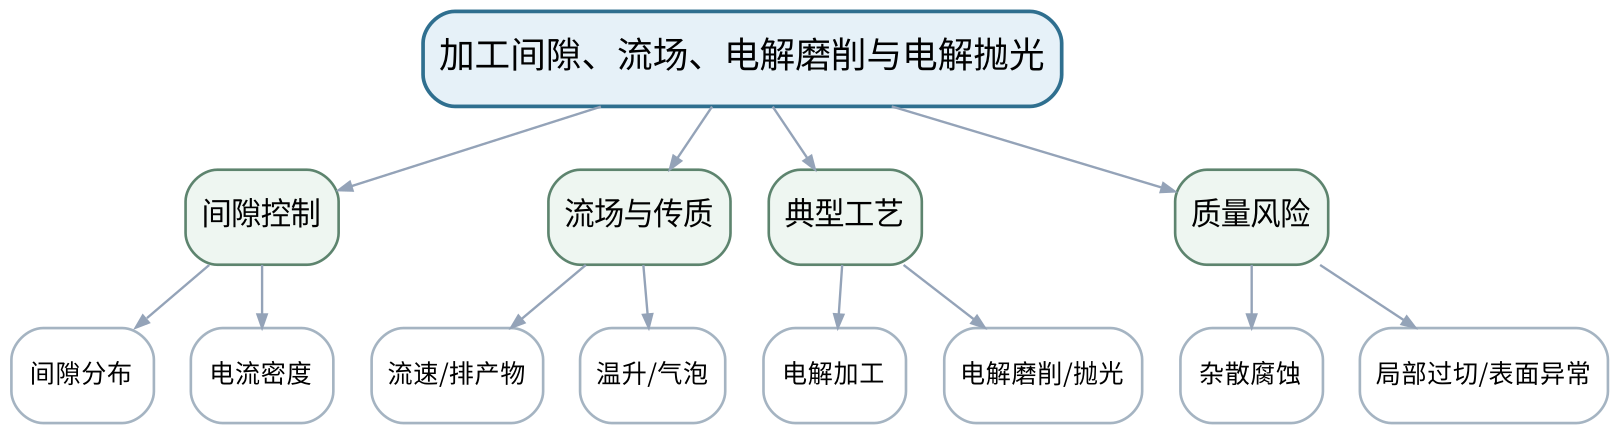 加工间隙、流场、电解磨削与电解抛光
间隙控制
流场与传质
典型工艺
质量风险
间隙分布
电流密度
流速/排产物
温升/气泡
电解加工
电解磨削/抛光
杂散腐蚀
局部过切/表面异常